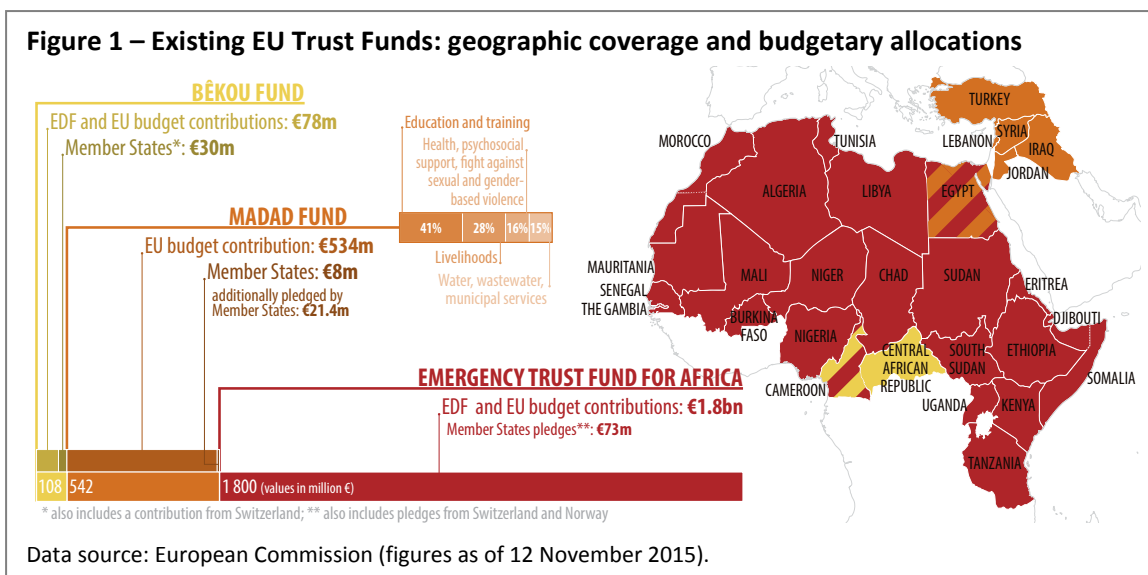 Figure 1 – Existing EU Trust Funds: geographic coverage and budgetary allocations
BÊKOU FUND
EDF and EU budget contributions: €78m
Member States*: €30m
MADAD FUND
EU budget contribution: €534m
Member States: €8m
additionally pledged by
Member States: €21.4m
Education and training
Health, psychosocial
support, fight against
sexual and gender-
based violence
41% 28% 16% 15%
Livelihoods
Water, wastewater,
municipal services
EMERGENCY TRUST FUND FOR AFRICA
EDF and EU budget contributions: €1.8bn
Member States pledges**: €73m
108 542 1 800 (values in million €)
* also includes a contribution from Switzerland; ** also includes pledges from Switzerland and Norway
TURKEY
SYRIA
LEBANON
IRAQ
JORDAN
MOROCCO
TUNISIA
ALGERIA
LIBYA
EGYPT
MAURITANIA
MALI
NIGER
CHAD
SUDAN
ERITREA
SENEGAL
THE GAMBIA
BURKINA
FASO
NIGERIA
DJIBOUTI
CENTRAL
AFRICAN
REPUBLIC
SOUTH
SUDAN
ETHIOPIA
CAMEROON
SOMALIA
UGANDA
KENYA
TANZANIA
Data source: European Commission (figures as of 12 November 2015).